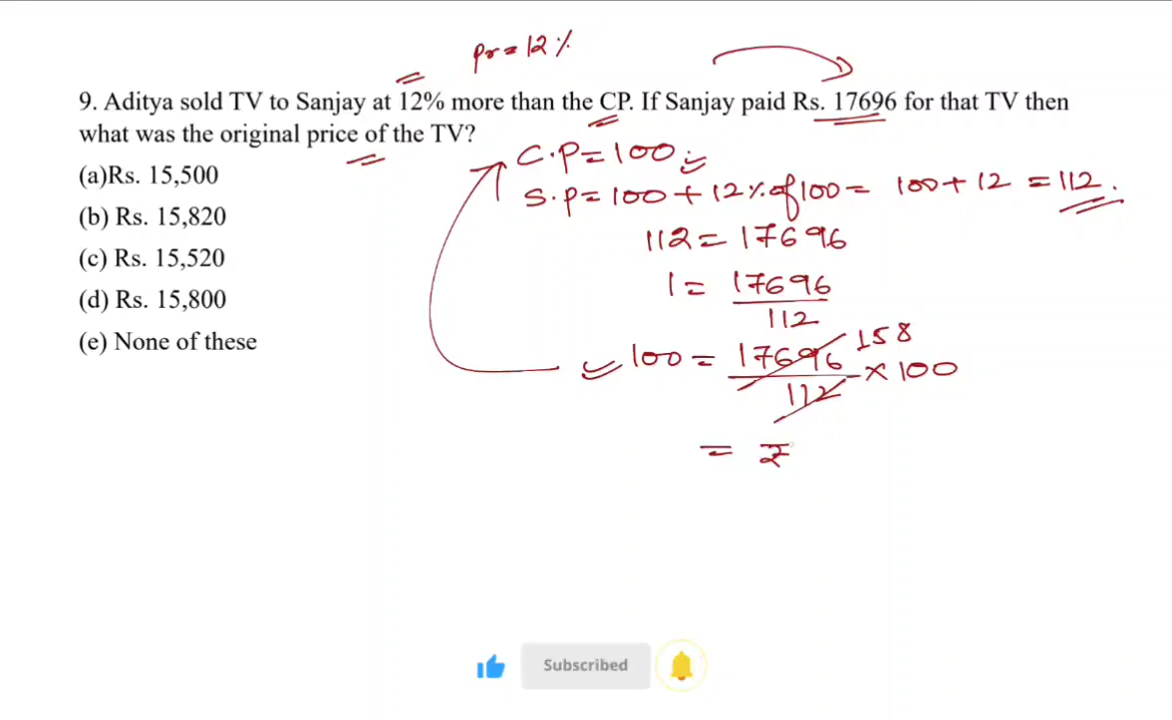 pr = 12%
9. Aditya sold TV to Sanjay at 12% more than the CP. If Sanjay paid Rs. 17696 for that TV then
what was the original price of the TV?
C.P = 100
(a)Rs. 15,500
S.P = 100 + 12% of 100 = 100 + 12 = 112.
(b) Rs. 15,820
112 = 17696
(c) Rs. 15,520
1 = 17696
112
(d) Rs. 15,800
(e) None of these
158
100 = 17696 × 100
112
= ₹
Subscribed